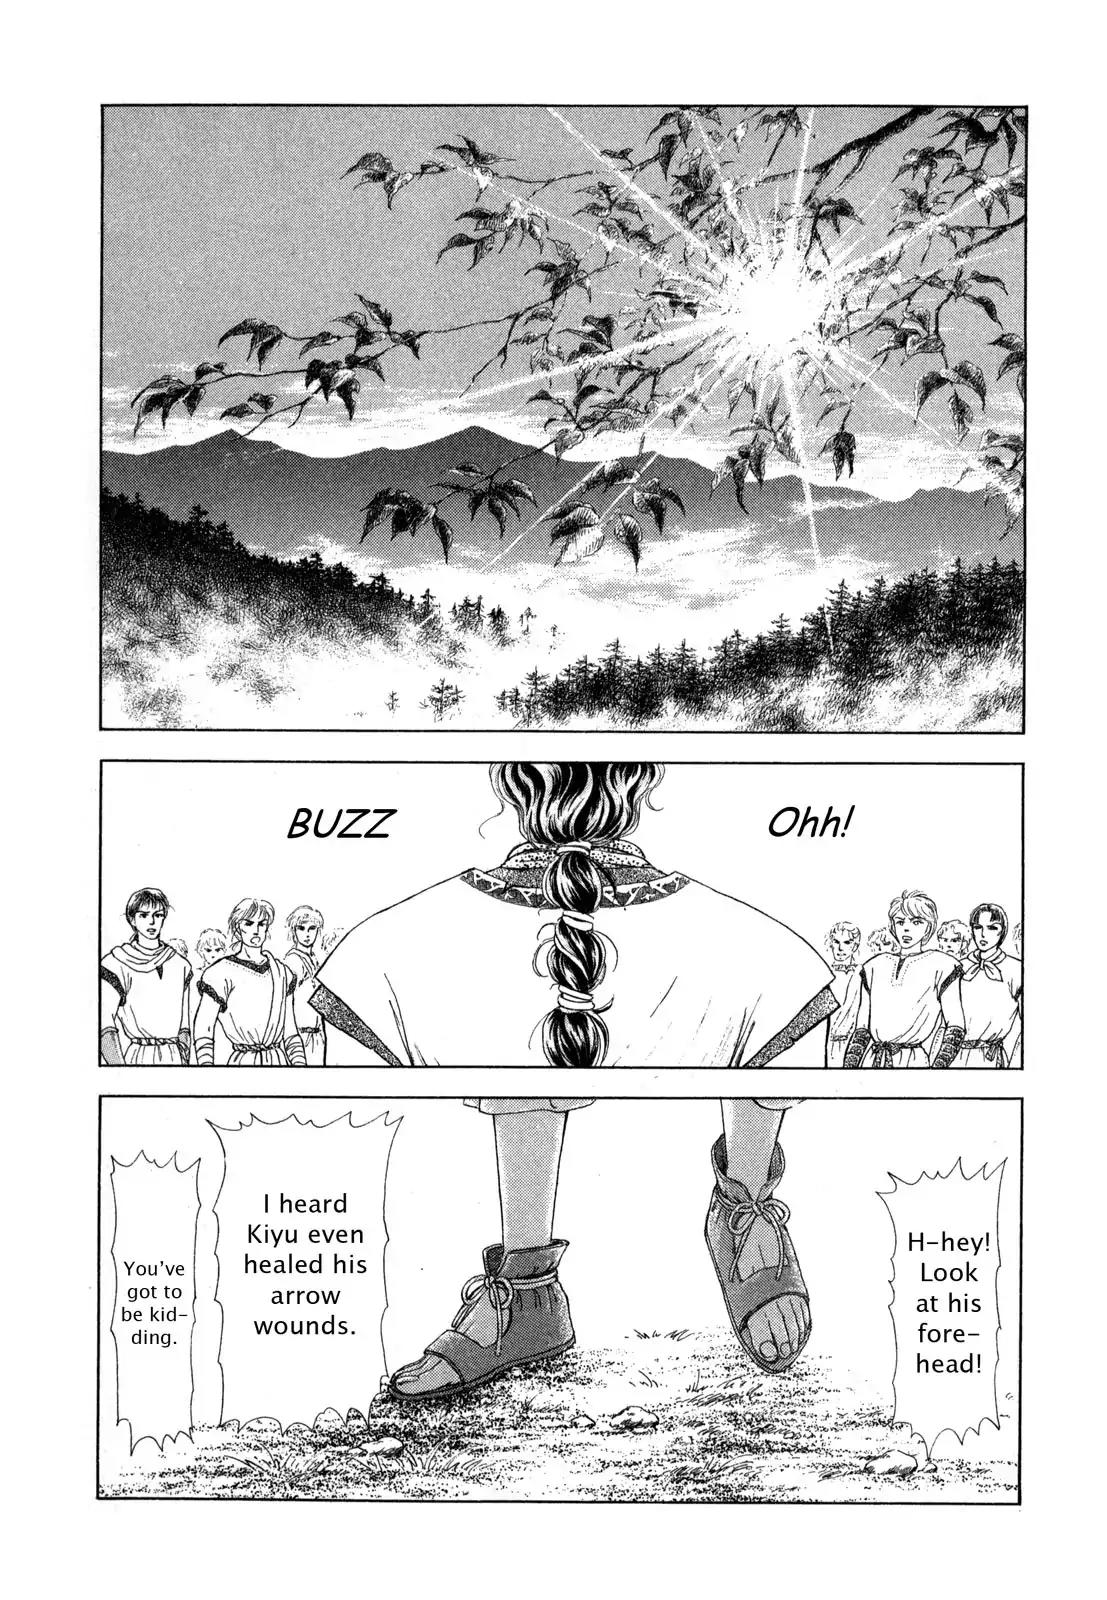 Ohh!
BUZZ
H-hey!
Look
at his
fore-
head!
I heard
Kiyu even
healed his
arrow
wounds.
You've
got to
be kid-
ding.